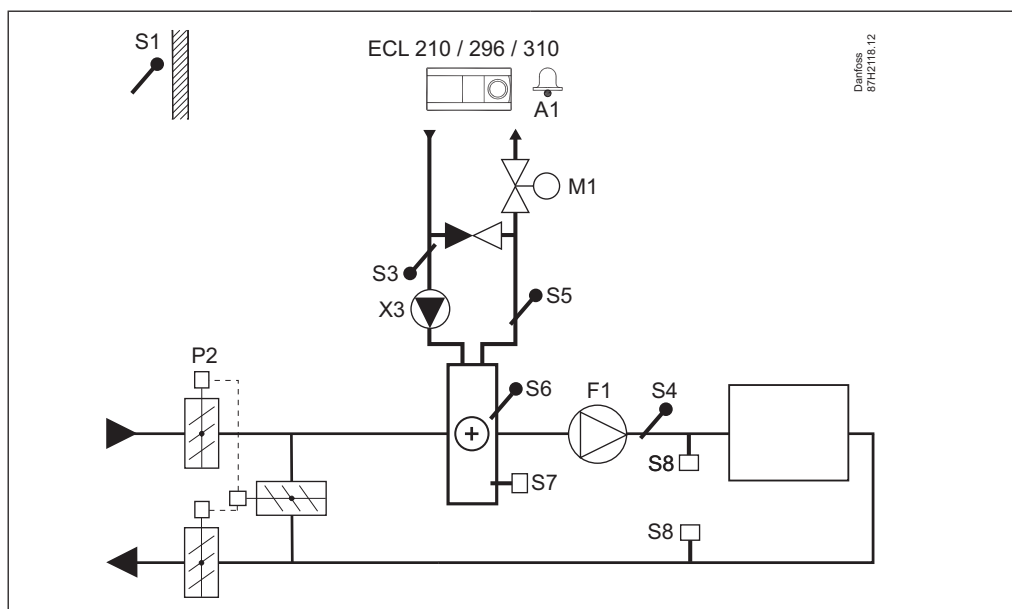 S1
ECL 210 / 296 / 310
A1
Danfoss
87H2118.12
M1
S3
S5
X3
P2
S6
F1
S4
S8
S7
S8